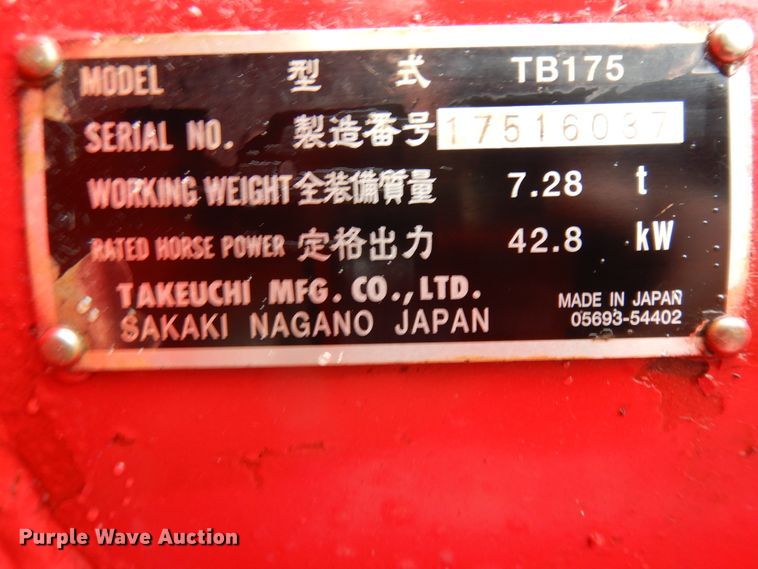 MODEL 型式 TB175
SERIAL NO. 製造番号 17516037
WORKING WEIGHT 全装備質量 7.28 t
RATED HORSE POWER 定格出力 42.8 kW
TAKEUCHI MFG. CO., LTD.
SAKAKI NAGANO JAPAN
MADE IN JAPAN
05693-54402
Purple Wave Auction